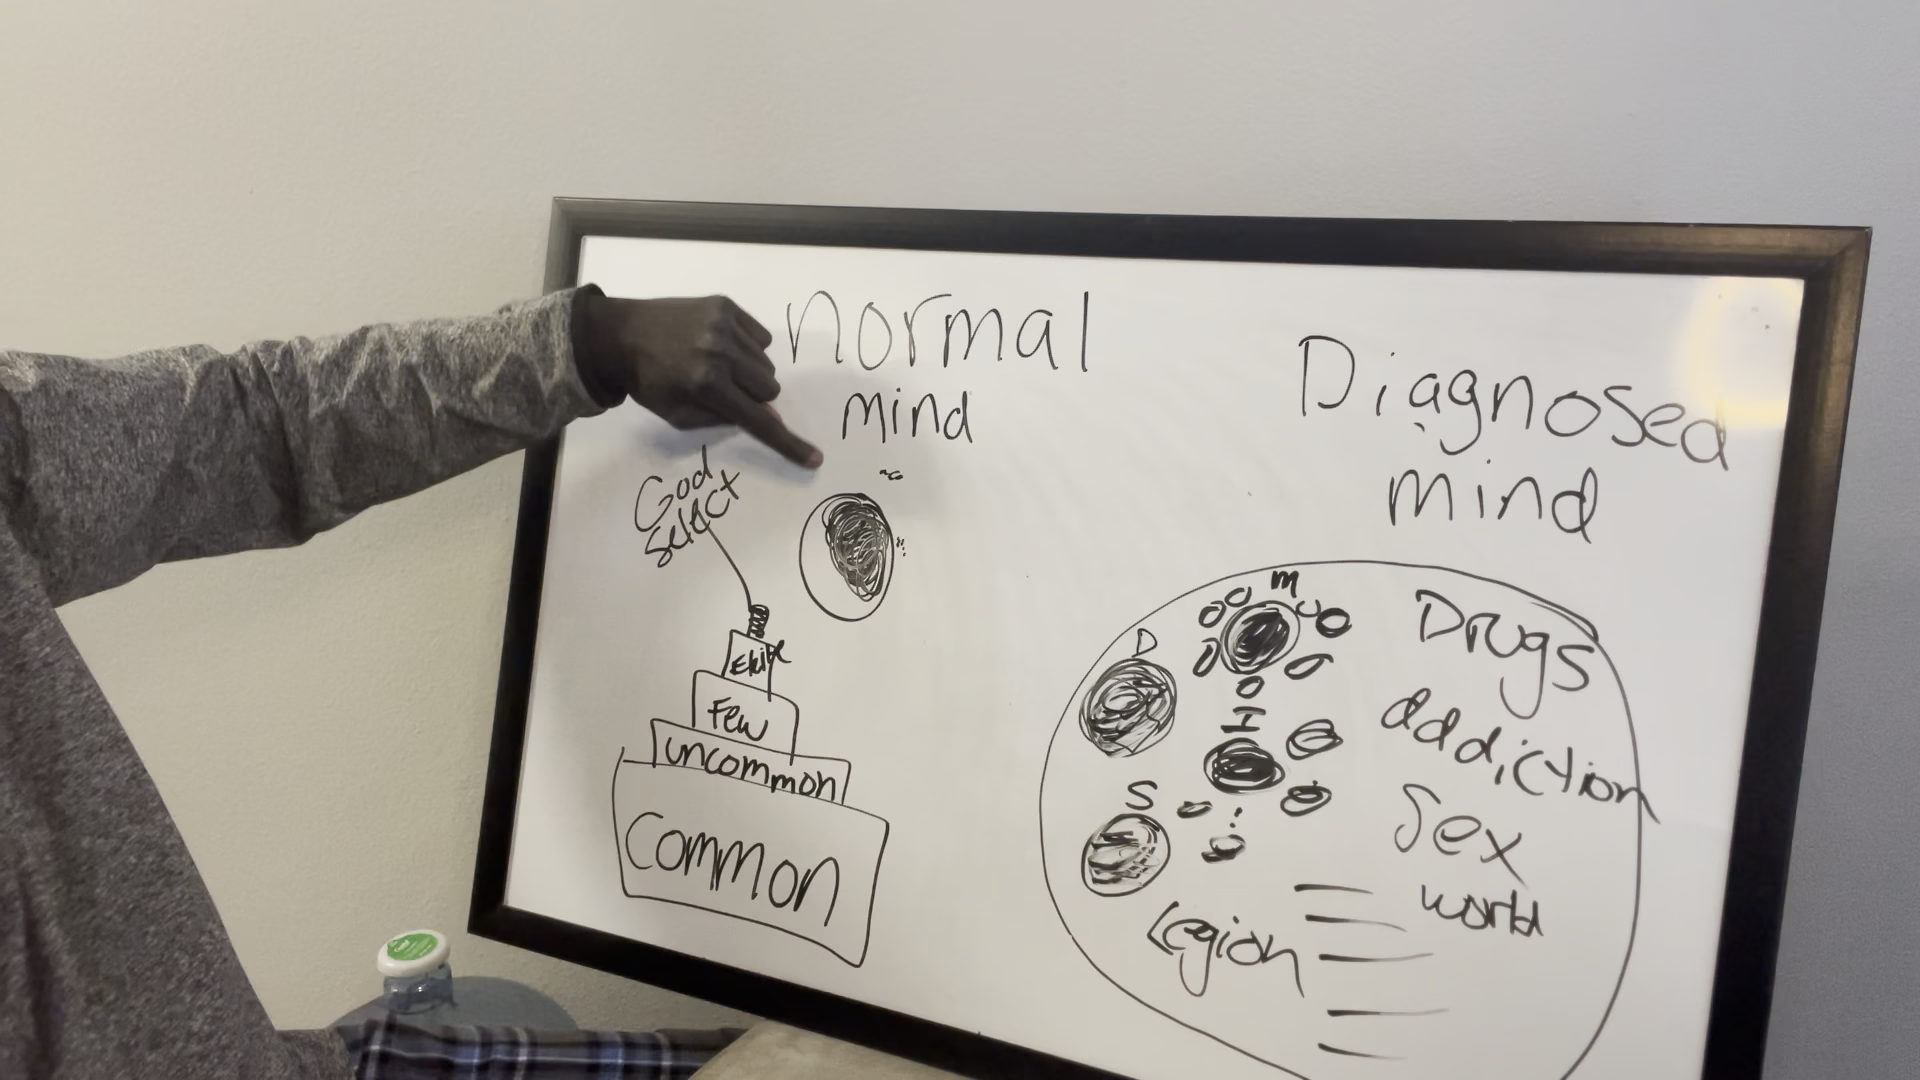 normal
mind
God
select
Elite
Few
uncommon
Common
Diagnosed
mind
m
D
I
S
Drugs
addiction
Sex
world
Legion